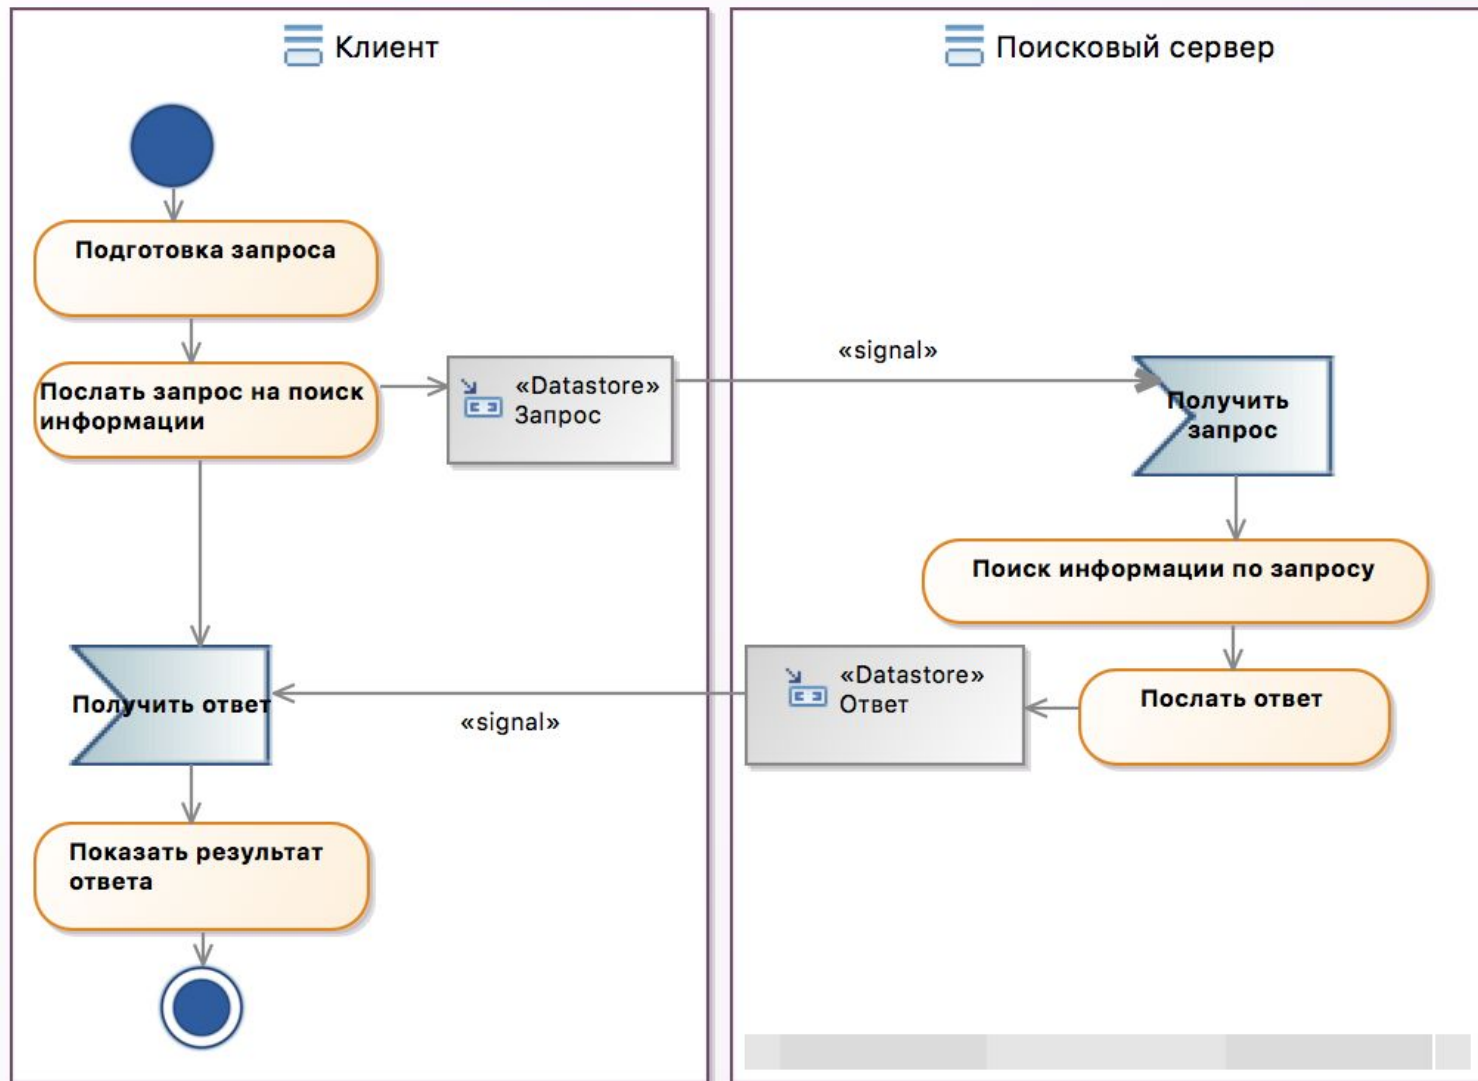 Клиент
Поисковый сервер
Подготовка запроса
Послать запрос на поиск
информации
«Datastore»
Запрос
«signal»
Получить
запрос
Поиск информации по запросу
Послать ответ
«Datastore»
Ответ
«signal»
Получить ответ
Показать результат
ответа